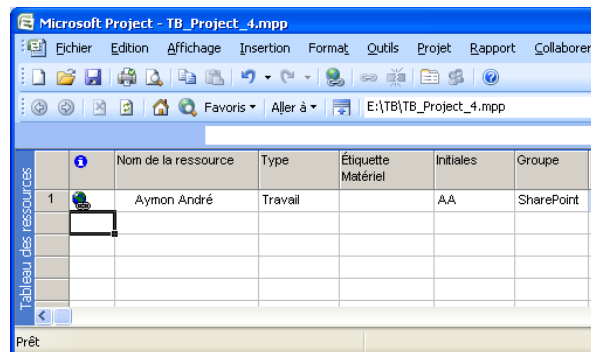 Microsoft Project - TB_Project_4.mpp
Fichier Edition Affichage Insertion Format Outils Projet Rapport Collaborer
Favoris Aller à E:\TB\TB_Project_4.mpp
Nom de la ressource Type Étiquette Matériel Initiales Groupe
1 Aymon André Travail AA SharePoint
Tableau des ressources
Prêt